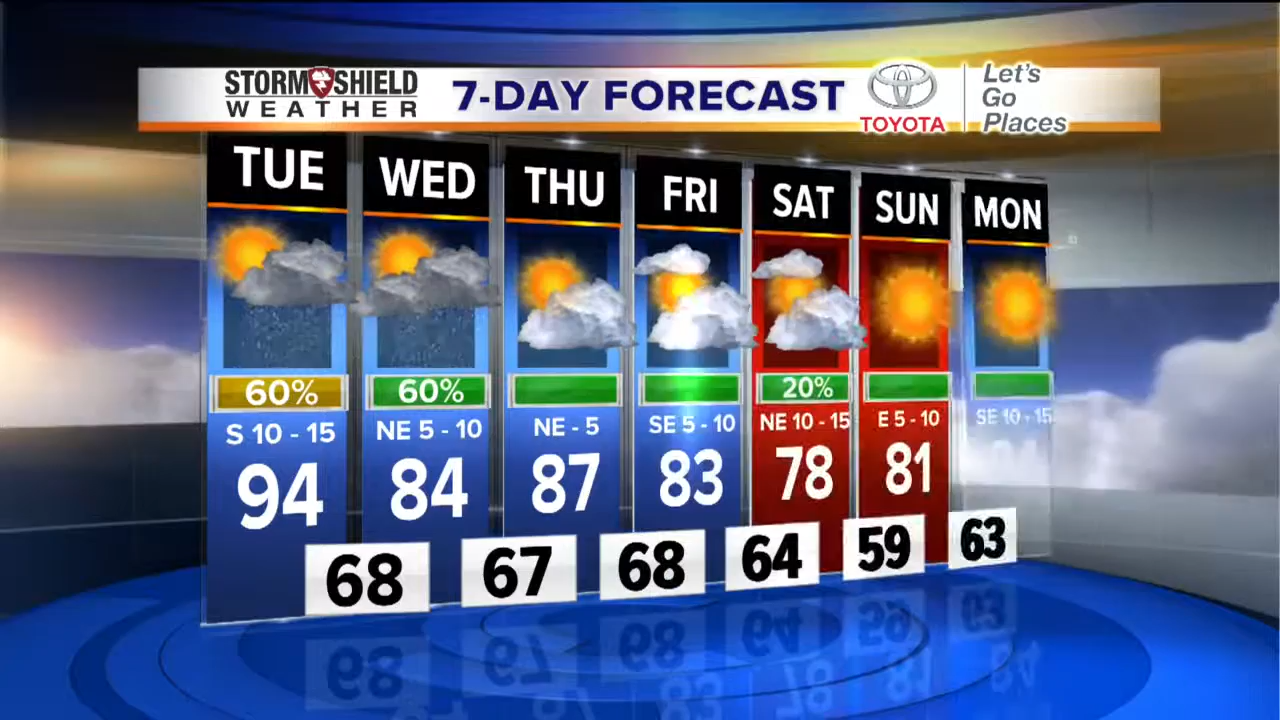 STORM SHIELD
WEATHER
7-DAY FORECAST
TOYOTA
Let's
Go
Places
TUE WED THU FRI SAT SUN MON
60% 60% 20%
S 10 - 15 NE 5 - 10 NE - 5 SE 5 - 10 NE 10 - 15 E 5 - 10 SE 10 - 15
94 84 87 83 78 81
68 67 68 64 59 63